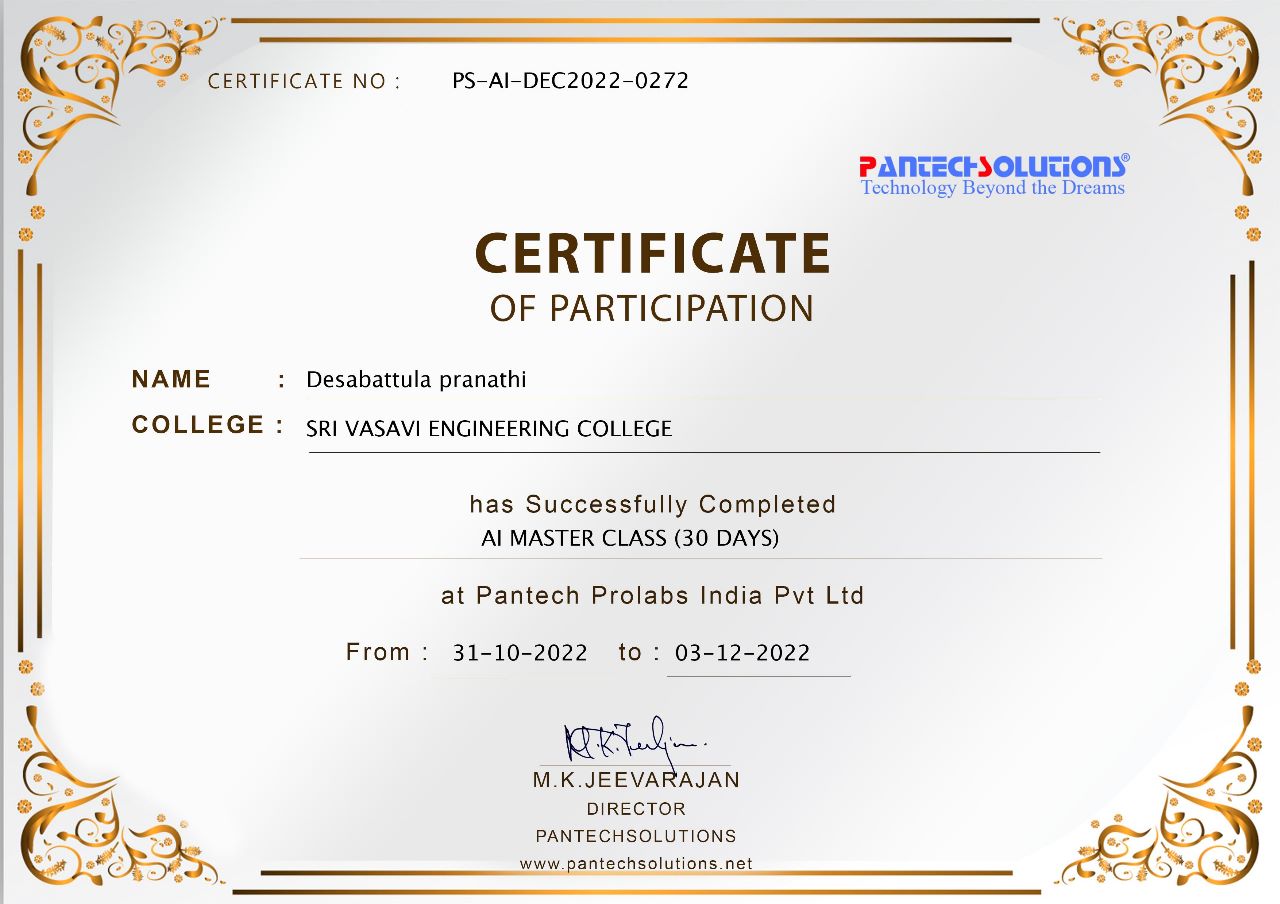 CERTIFICATE NO : PS-AI-DEC2022-0272
PANTECHSOLUTIONS®
Technology Beyond the Dreams
CERTIFICATE
OF PARTICIPATION
NAME : Desabattula pranathi
COLLEGE : SRI VASAVI ENGINEERING COLLEGE
has Successfully Completed
AI MASTER CLASS (30 DAYS)
at Pantech Prolabs India Pvt Ltd
From : 31-10-2022 to : 03-12-2022
M.K.JEEVARAJAN
DIRECTOR
PANTECHSOLUTIONS
www.pantechsolutions.net